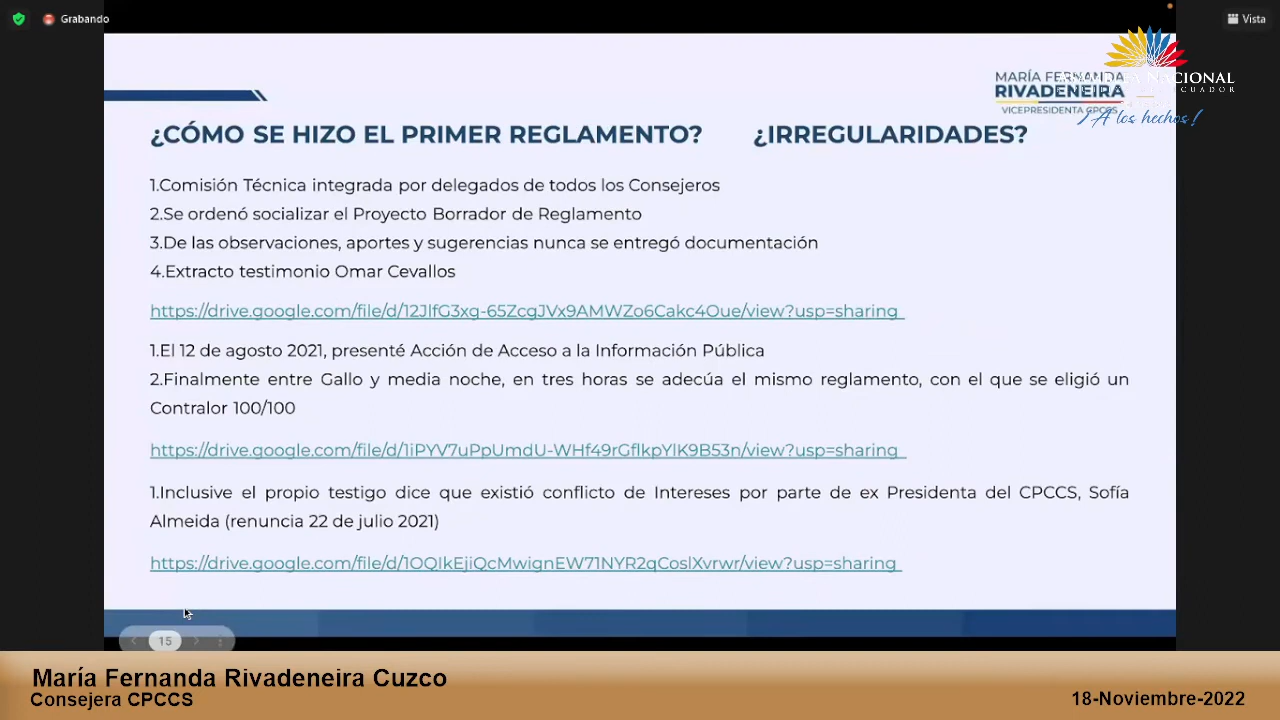 Grabando
Vista
MARÍA FERNANDA
RIVADENEIRA
VICEPRESIDENTA CPCCS
NACIONAL
¡A los hechos!
¿CÓMO SE HIZO EL PRIMER REGLAMENTO? ¿IRREGULARIDADES?
1.Comisión Técnica integrada por delegados de todos los Consejeros
2.Se ordenó socializar el Proyecto Borrador de Reglamento
3.De las observaciones, aportes y sugerencias nunca se entregó documentación
4.Extracto testimonio Omar Cevallos
https://drive.google.com/file/d/12JlfG3xg-65ZcgJVx9AMWZo6Cakc4Oue/view?usp=sharing
1.El 12 de agosto 2021, presenté Acción de Acceso a la Información Pública
2.Finalmente entre Gallo y media noche, en tres horas se adecúa el mismo reglamento, con el que se eligió un
Contralor 100/100
https://drive.google.com/file/d/1iPYV7uPpUmdU-WHf49rGflkpYlK9B53n/view?usp=sharing
1.Inclusive el propio testigo dice que existió conflicto de Intereses por parte de ex Presidenta del CPCCS, Sofía
Almeida (renuncia 22 de julio 2021)
https://drive.google.com/file/d/1OQIkEjiQcMwignEW71NYR2qCoslXvrwr/view?usp=sharing
15
María Fernanda Rivadeneira Cuzco
Consejera CPCCS
18-Noviembre-2022